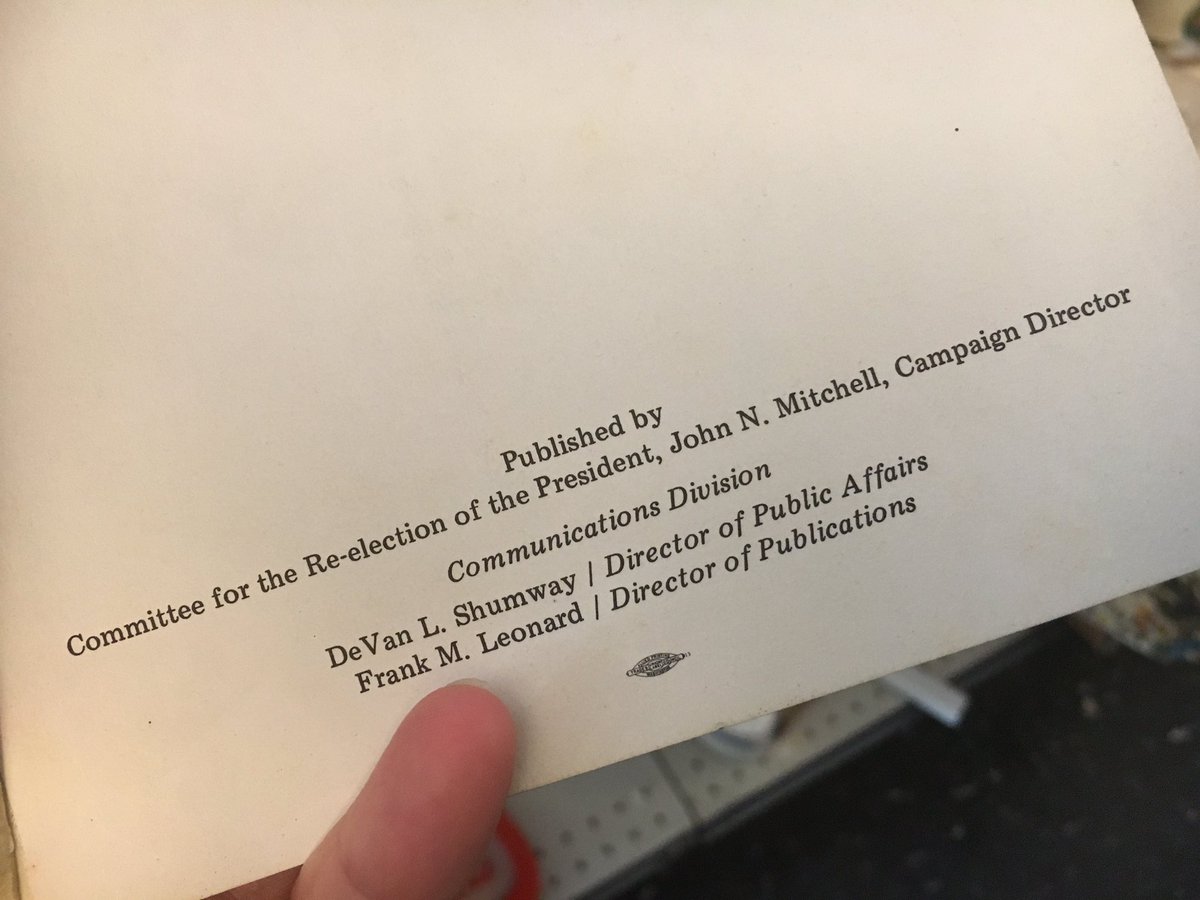 Published by
Committee for the Re-election of the President, John N. Mitchell, Campaign Director
Communications Division
DeVan L. Shumway | Director of Public Affairs
Frank M. Leonard | Director of Publications